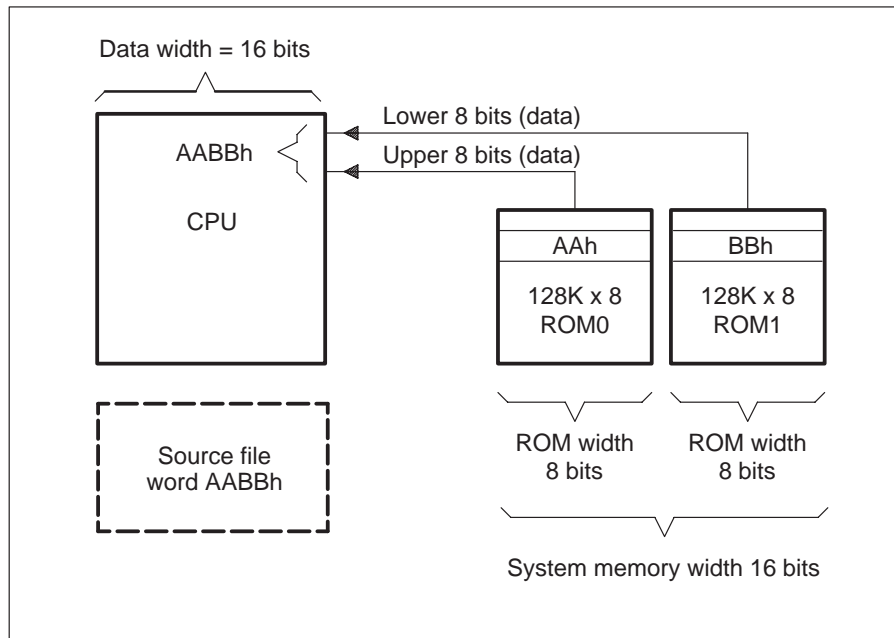 Data width = 16 bits
Lower 8 bits (data)
AABBh
Upper 8 bits (data)
CPU
AAh
BBh
128K x 8
ROM0
128K x 8
ROM1
Source file
word AABBh
ROM width
8 bits
ROM width
8 bits
System memory width 16 bits